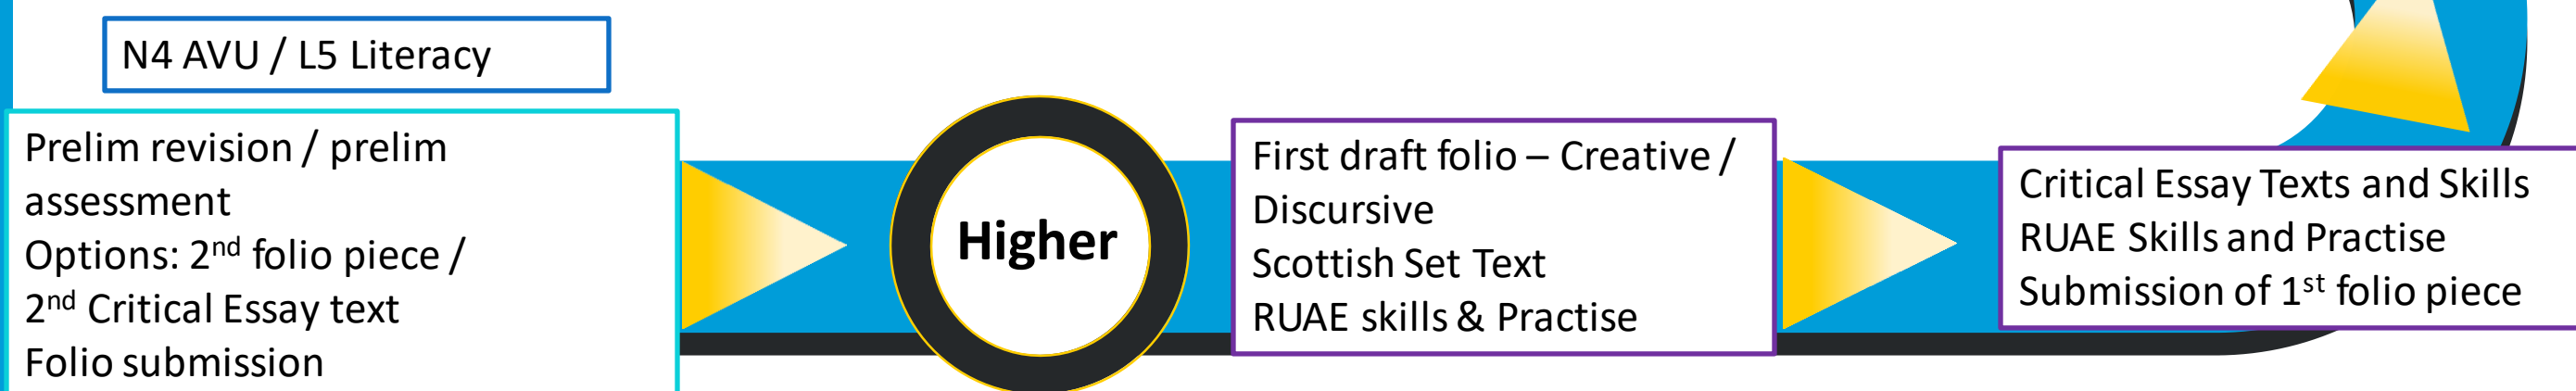 N4 AVU / L5 Literacy
Prelim revision / prelim
assessment
Options: 2nd folio piece /
2nd Critical Essay text
Folio submission
Higher
First draft folio – Creative /
Discursive
Scottish Set Text
RUAE skills & Practise
Critical Essay Texts and Skills
RUAE Skills and Practise
Submission of 1st folio piece